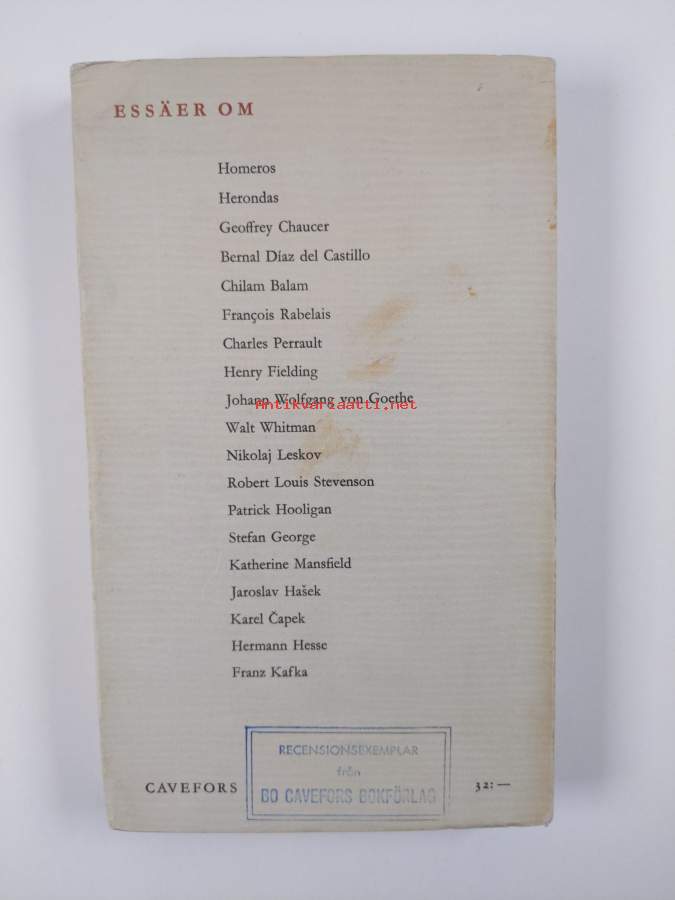 ESSÄER OM
Homeros
Herondas
Geoffrey Chaucer
Bernal Díaz del Castillo
Chilam Balam
François Rabelais
Charles Perrault
Henry Fielding
Johann Wolfgang von Goethe
Antikvariaatti.net
Walt Whitman
Nikolaj Leskov
Robert Louis Stevenson
Patrick Hooligan
Stefan George
Katherine Mansfield
Jaroslav Hašek
Karel Čapek
Hermann Hesse
Franz Kafka
RECENSIONSEXEMPLAR
från
BO CAVEFORS BOKFÖRLAG
CAVEFORS
32:—